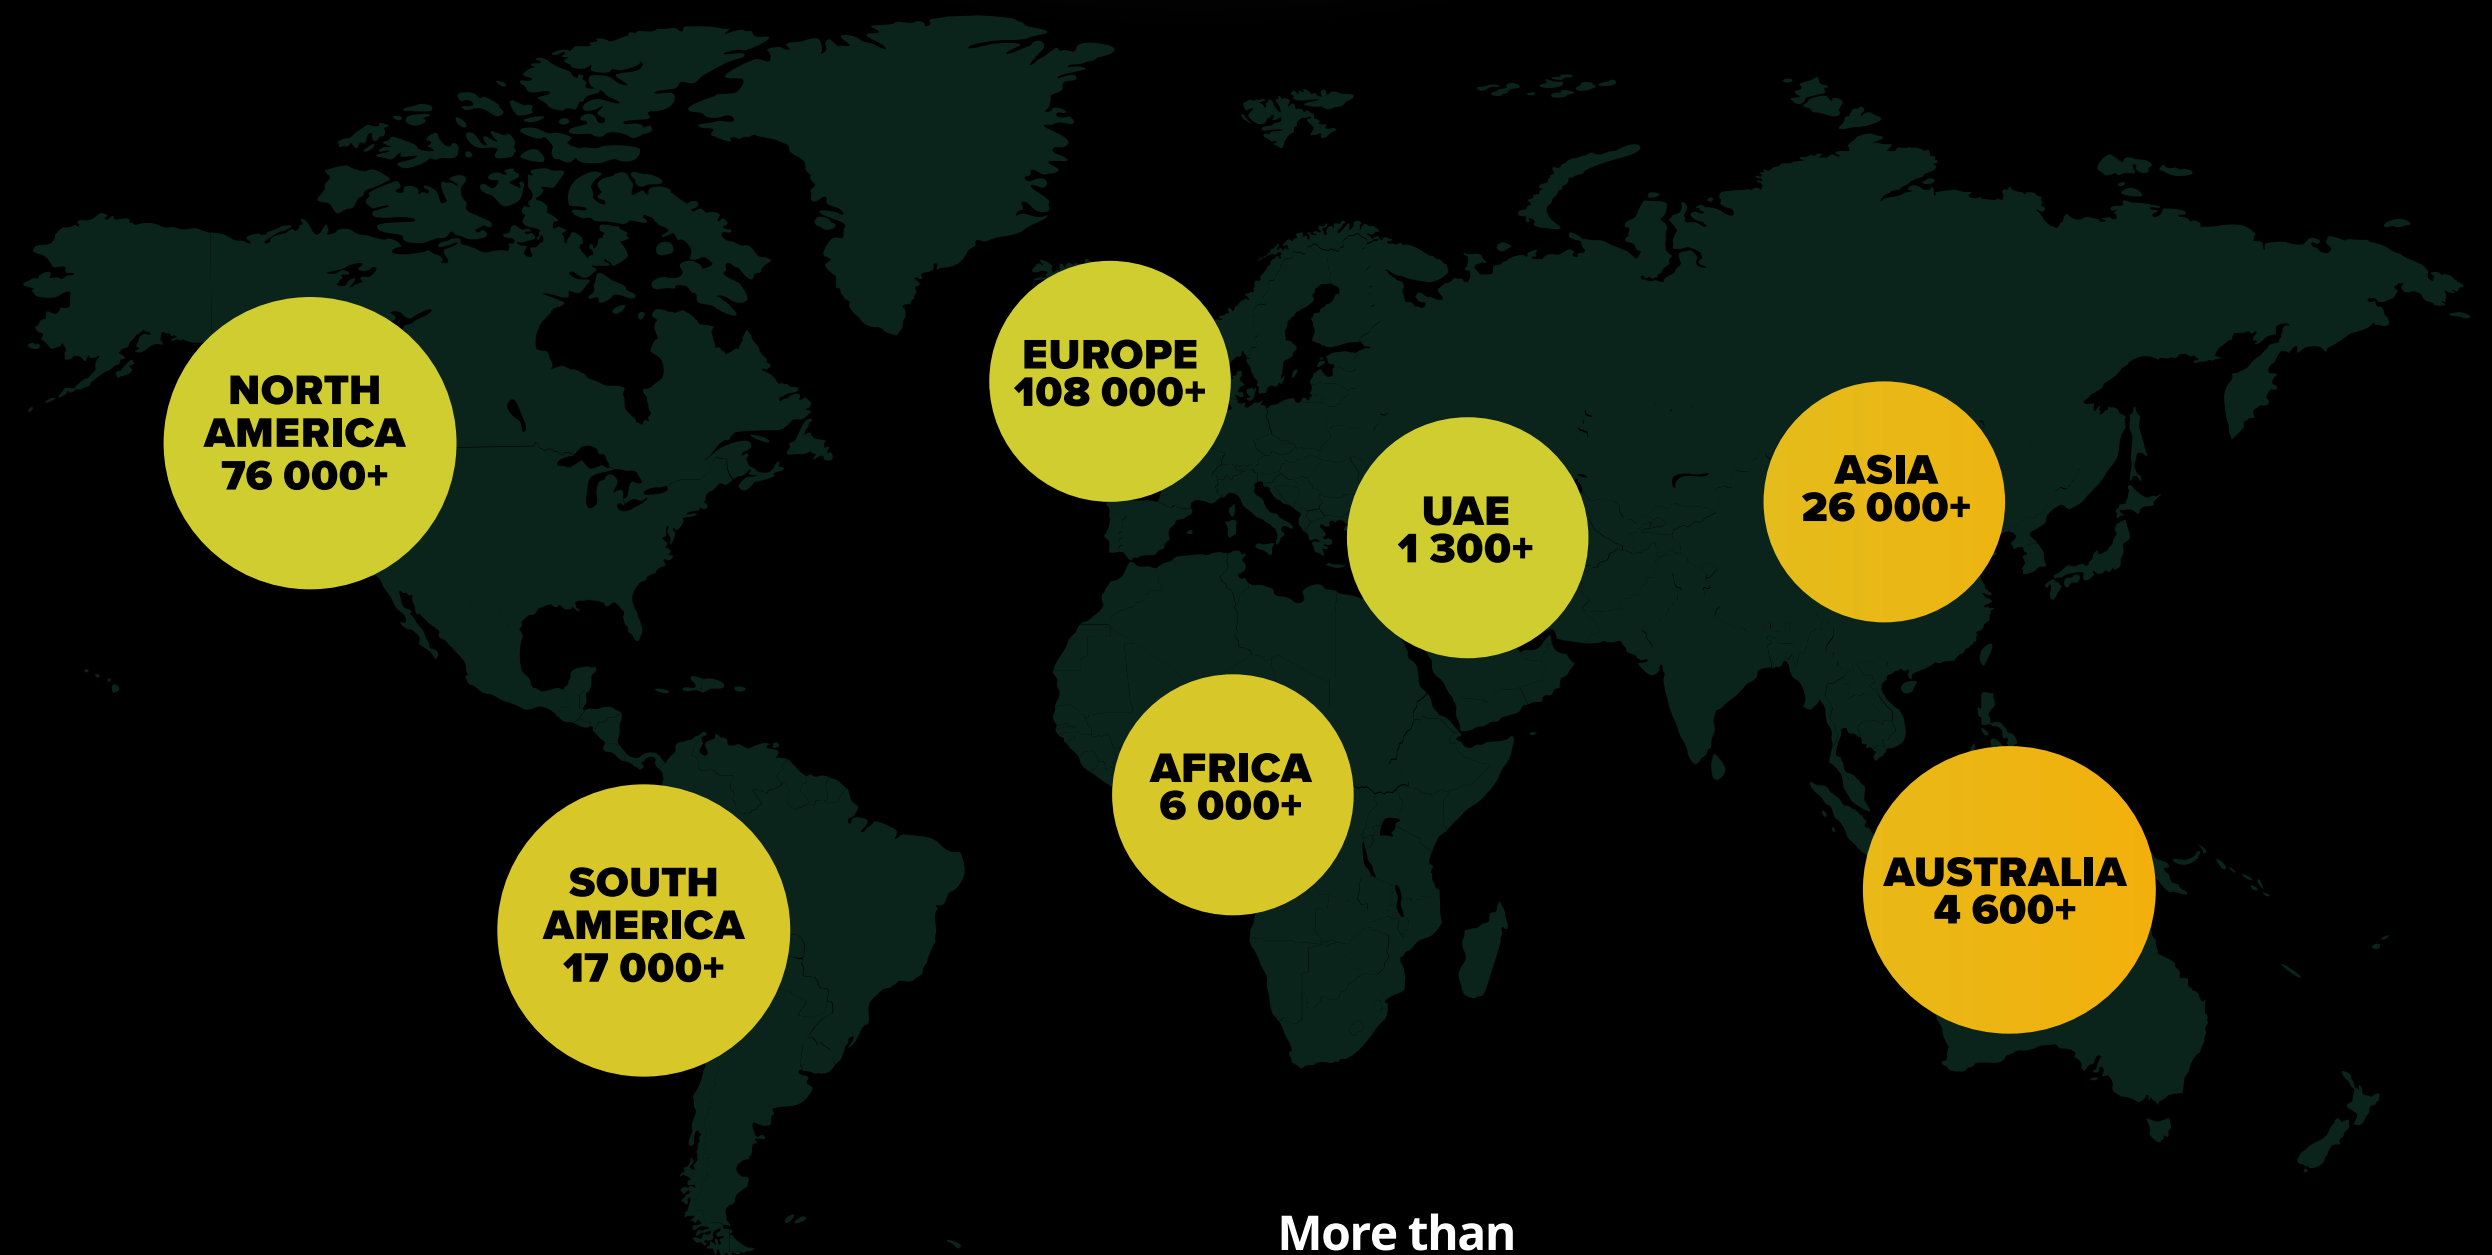 NORTH
AMERICA
76 000+
EUROPE
108 000+
UAE
1 300+
ASIA
26 000+
AFRICA
6 000+
SOUTH
AMERICA
17 000+
AUSTRALIA
4 600+
More than